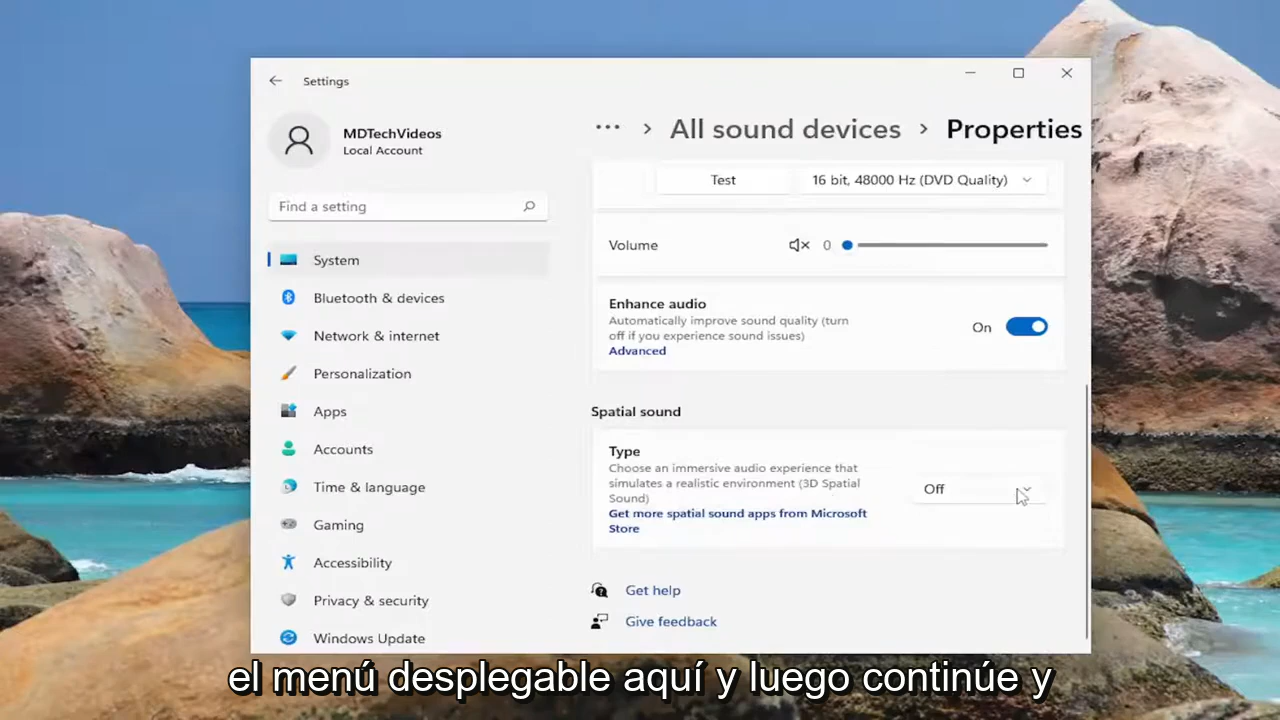 Settings
MDTechVideos
Local Account
Find a setting
System
Bluetooth & devices
Network & internet
Personalization
Apps
Accounts
Time & language
Gaming
Accessibility
Privacy & security
Windows Update
... > All sound devices > Properties
Test 16 bit, 48000 Hz (DVD Quality)
Volume 0
Enhance audio
Automatically improve sound quality (turn
off if you experience sound issues)
Advanced
On
Spatial sound
Type
Choose an immersive audio experience that
simulates a realistic environment (3D Spatial
Sound)
Get more spatial sound apps from Microsoft
Store
Off
Get help
Give feedback
el menú desplegable aquí y luego continúe y